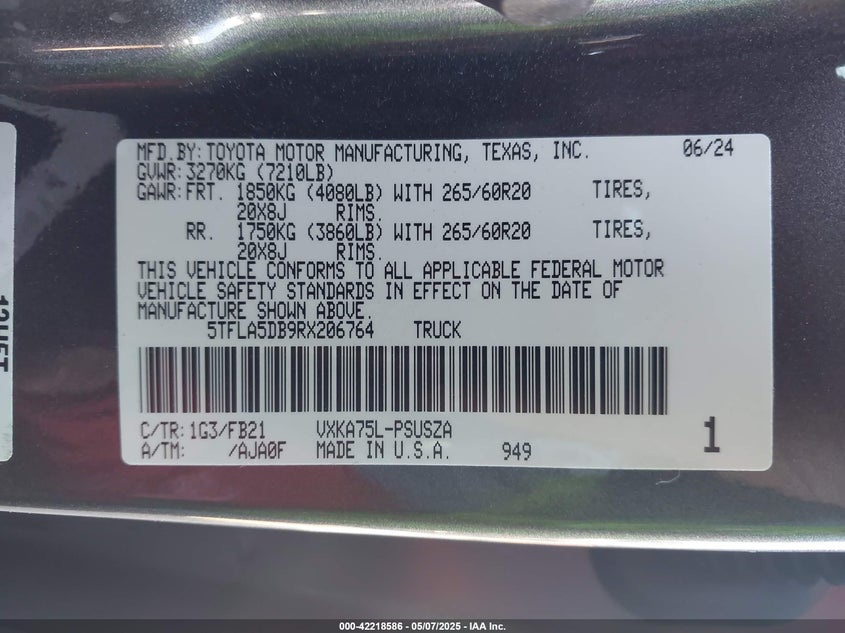 MFD.BY:TOYOTA MOTOR MANUFACTURING, TEXAS, INC. 06/24
GVWR:3270KG (7210LB)
GAWR:FRT. 1850KG (4080LB) WITH 265/60R20 TIRES,
20X8J RIMS.
RR. 1750KG (3860LB) WITH 265/60R20 TIRES,
20X8J RIMS.
THIS VEHICLE CONFORMS TO ALL APPLICABLE FEDERAL MOTOR
VEHICLE SAFETY STANDARDS IN EFFECT ON THE DATE OF
MANUFACTURE SHOWN ABOVE.
5TFLA5DB9RX206764 TRUCK
C/TR:1G3/FB21 VXKA75L-PSUSZA
A/TM: /AJA0F MADE IN U.S.A. 949 1
000-42218586 - 05/07/2025 - IAA Inc.